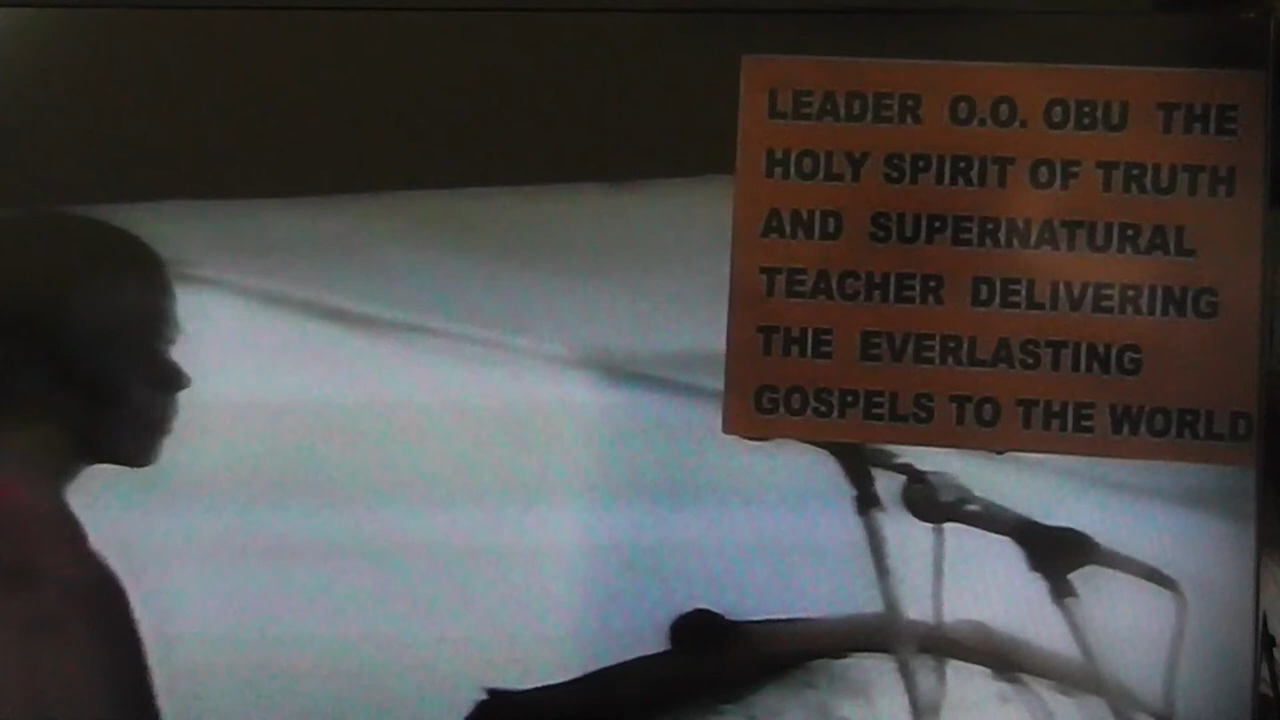 LEADER O.O. OBU THE
HOLY SPIRIT OF TRUTH
AND SUPERNATURAL
TEACHER DELIVERING
THE EVERLASTING
GOSPELS TO THE WORLD